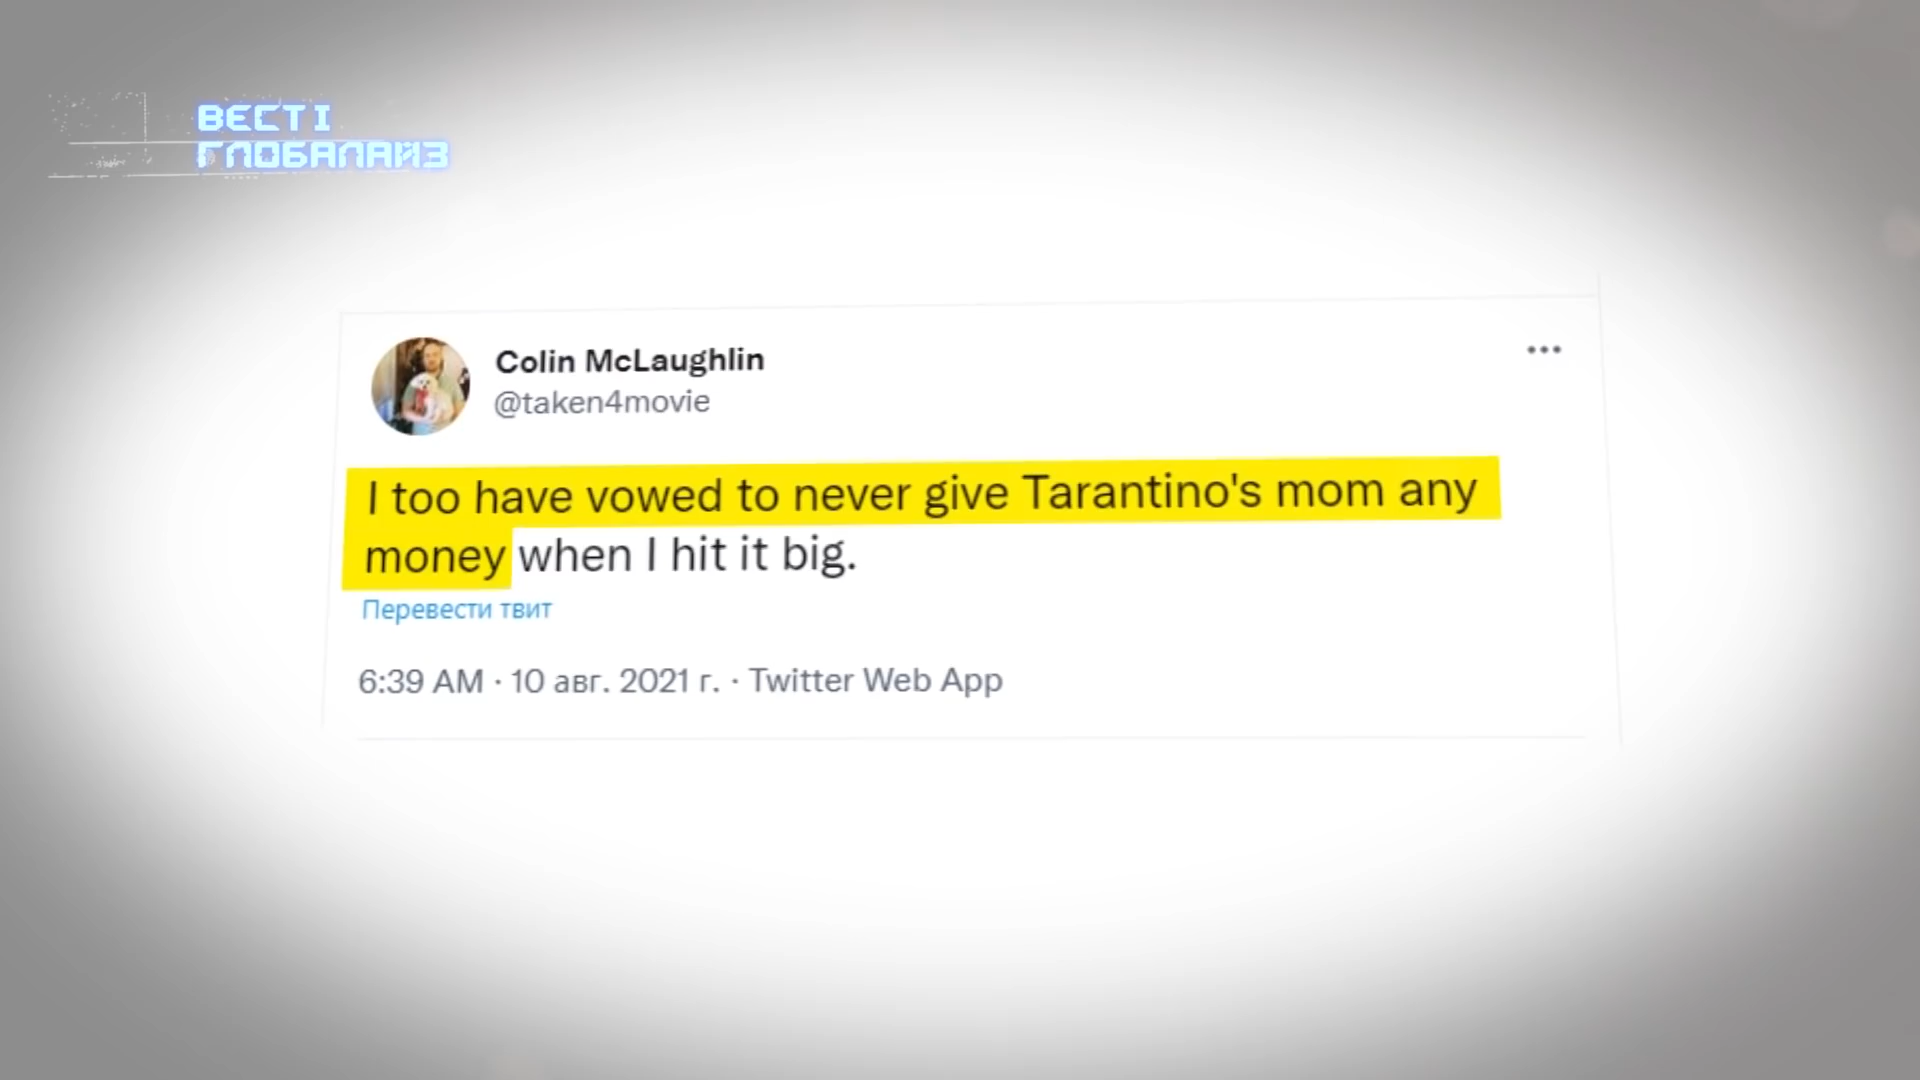 ВЕСТІ
ГЛОБАЛАЙЗ
Colin McLaughlin
@taken4movie
I too have vowed to never give Tarantino's mom any
money when I hit it big.
Перевести твит
6:39 AM · 10 авг. 2021 г. · Twitter Web App